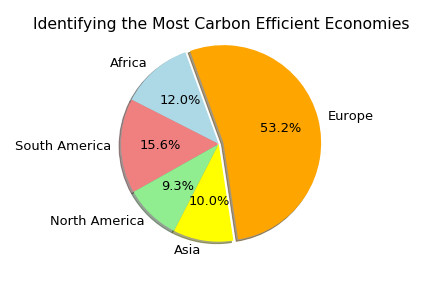 Identifying the Most Carbon Efficient Economies
Africa
12.0%
Europe
53.2%
South America
15.6%
9.3%
North America
10.0%
Asia